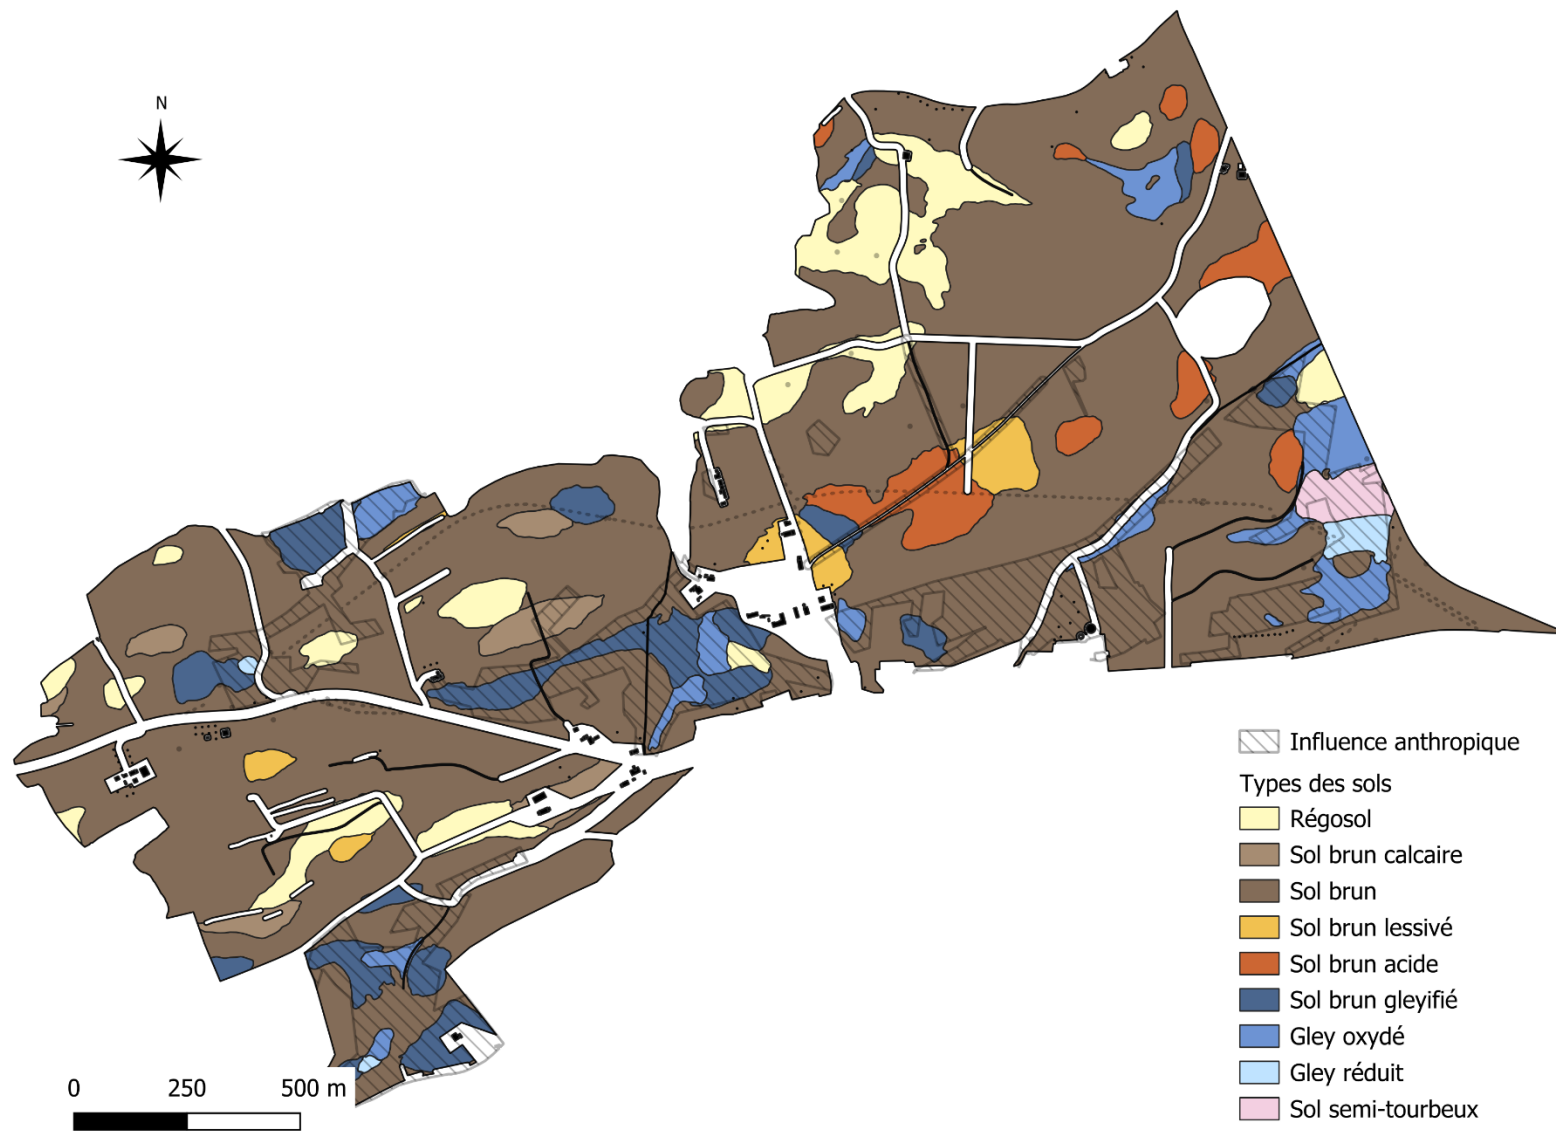 N
Influence anthropique
Types des sols
Régosol
Sol brun calcaire
Sol brun
Sol brun lessivé
Sol brun acide
Sol brun gleyifié
Gley oxydé
Gley réduit
Sol semi-tourbeux
0 250 500 m